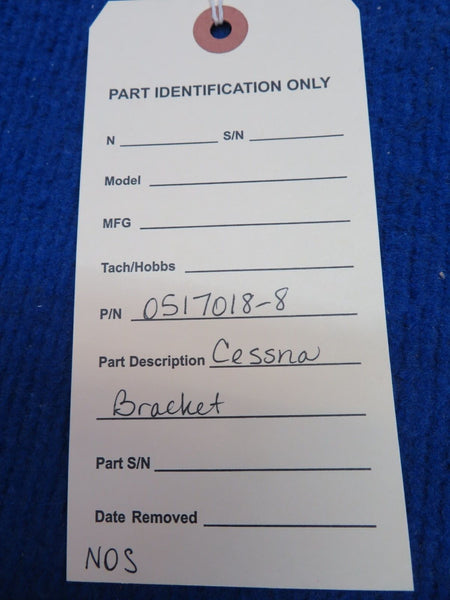 PART IDENTIFICATION ONLY
N S/N
Model
MFG
Tach/Hobbs
P/N 0517018-8
Part Description Cessna
Bracket
Part S/N
Date Removed
NOS